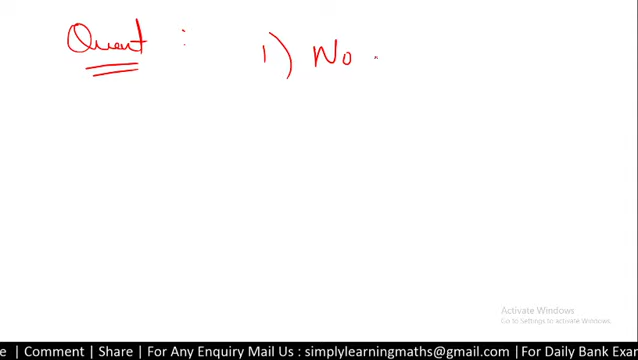 Quant : 1) No .
Activate Windows
Go to Settings to activate Windows.
e | Comment | Share | For Any Enquiry Mail Us : simplylearningmaths@gmail.com | For Daily Bank Exa